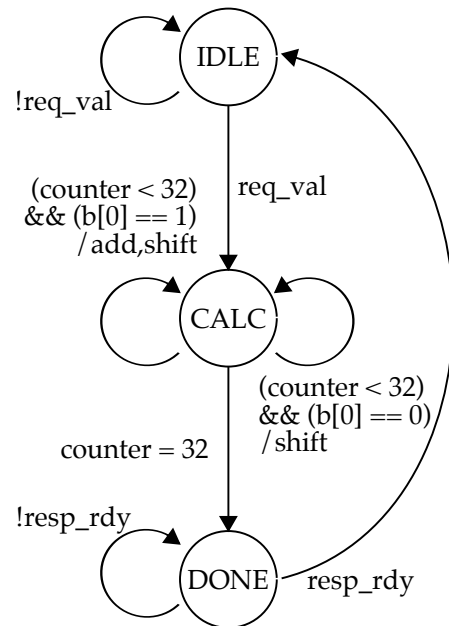 IDLE
!req_val
req_val
(counter < 32)
&& (b[0] == 1)
/add,shift
CALC
(counter < 32)
&& (b[0] == 0)
/shift
counter = 32
!resp_rdy
DONE
resp_rdy